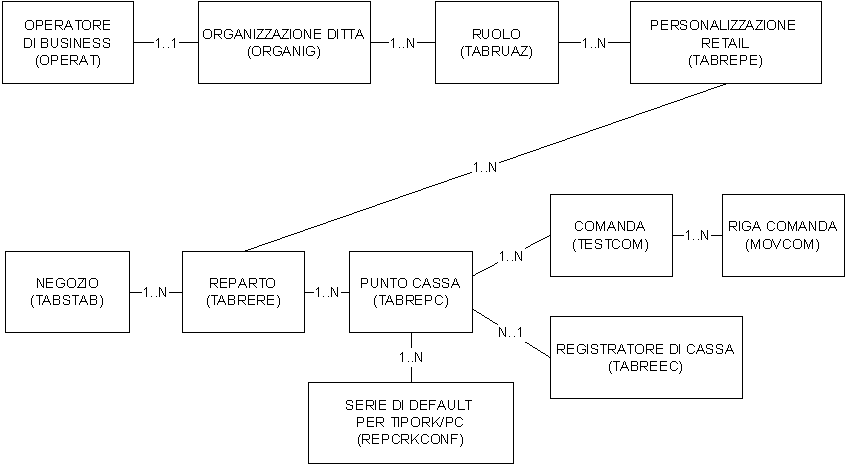 OPERATORE
DI BUSINESS
(OPERAT)
1..1
ORGANIZZAZIONE DITTA
(ORGANIG)
1..N
RUOLO
(TABRUAZ)
1..N
PERSONALIZZAZIONE
RETAIL
(TABREPE)
1..N
NEGOZIO
(TABSTAB)
1..N
REPARTO
(TABRERE)
1..N
PUNTO CASSA
(TABREPC)
1..N
COMANDA
(TESTCOM)
1..N
RIGA COMANDA
(MOVCOM)
N..1
REGISTRATORE DI CASSA
(TABREEC)
1..N
SERIE DI DEFAULT
PER TIPORK/PC
(REPCRKCONF)